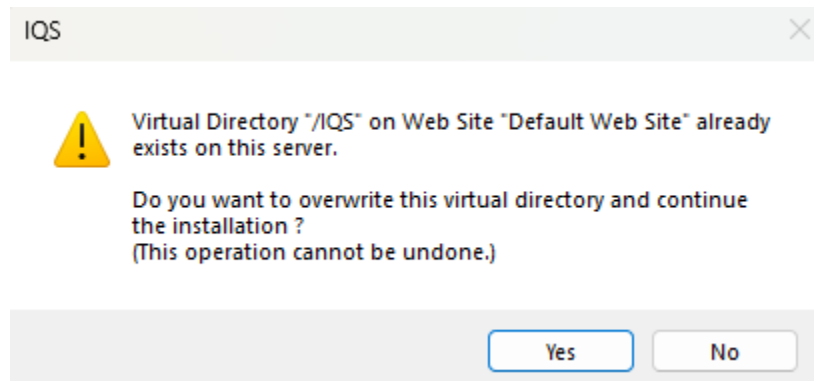 IQS
Virtual Directory "/IQS" on Web Site "Default Web Site" already
exists on this server.
Do you want to overwrite this virtual directory and continue
the installation ?
(This operation cannot be undone.)
Yes
No